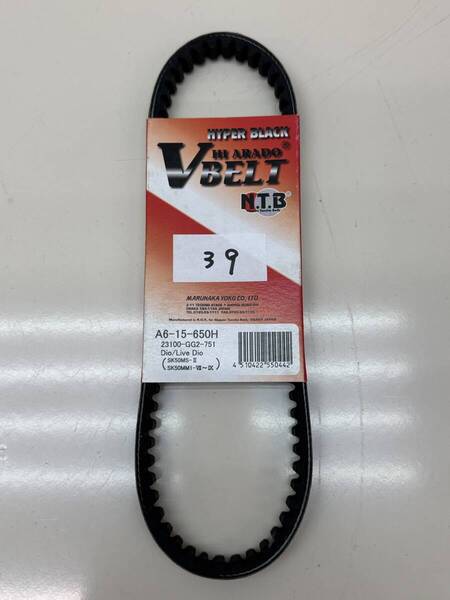 HYPER BLACK
HI ARADO®
V BELT
N.T.B
39
MARUNAKA YOKO CO., LTD.
A6-15-650H
23100-GG2-751
Dio/Live Dio
(SK50MS-Ⅱ
SK50MM1-Ⅶ~Ⅸ)
4 510422 550442